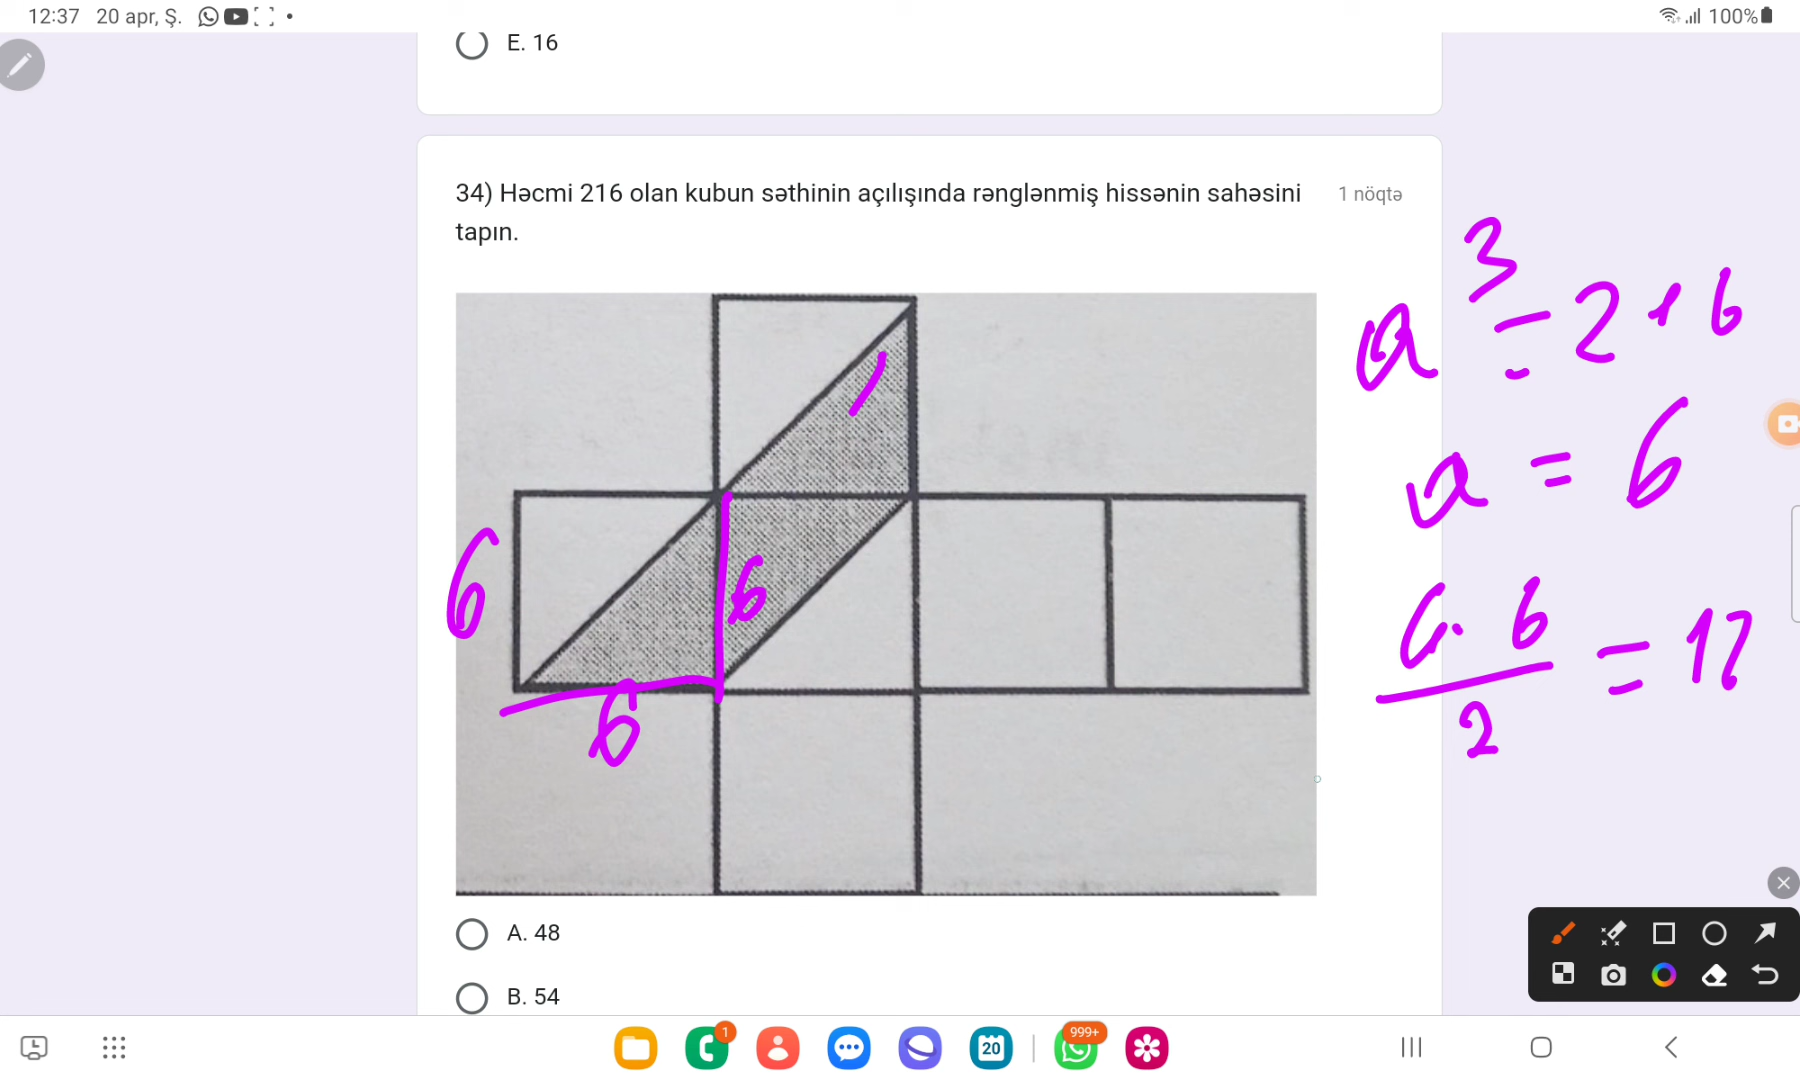 12:37 20 apr, Ş. 100%
E. 16
34) Həcmi 216 olan kubun səthinin açılışında rənglənmiş hissənin sahəsini
tapın.
1 nöqtə
a³ = 216
a = 6
6
6
6
6 · 6
2
= 18
A. 48
B. 54
1
20
999+